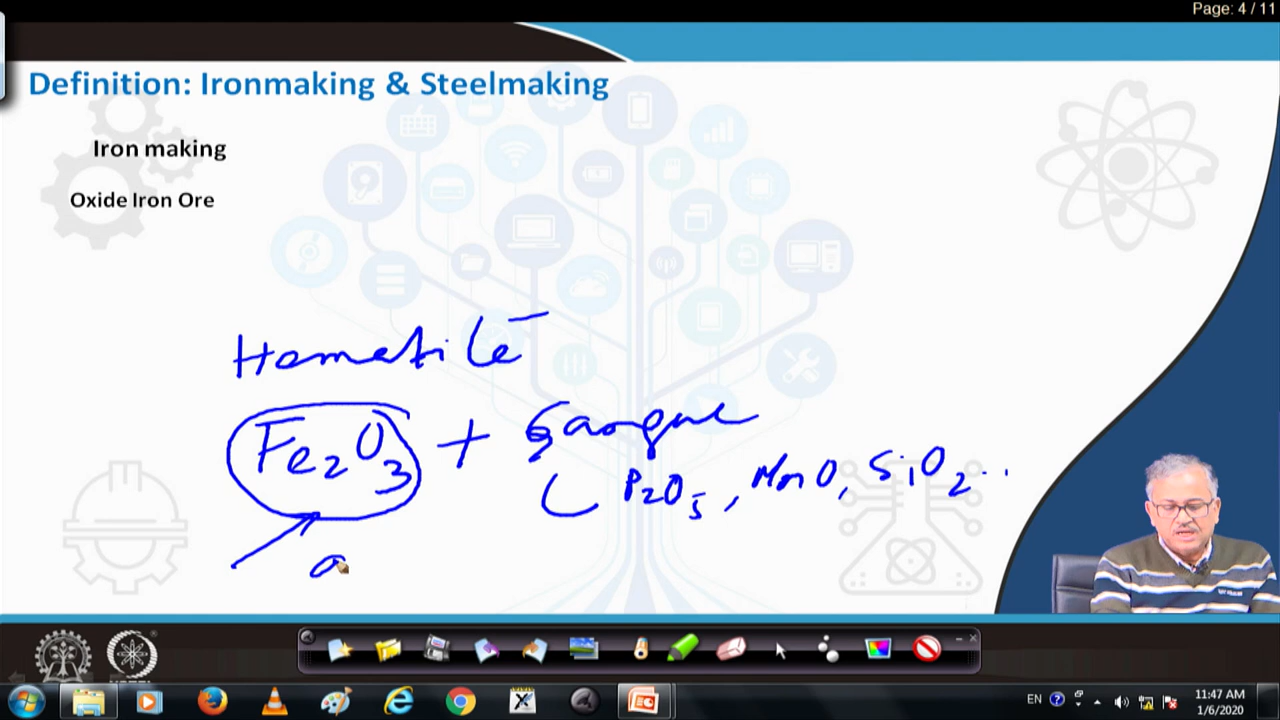 Page: 4 / 11
Definition: Ironmaking & Steelmaking
Iron making
Oxide Iron Ore
Hematite
Fe₂O₃ + Gangue
P₂O₅, MnO, SiO₂ ..
EN
11:47 AM
1/6/2020